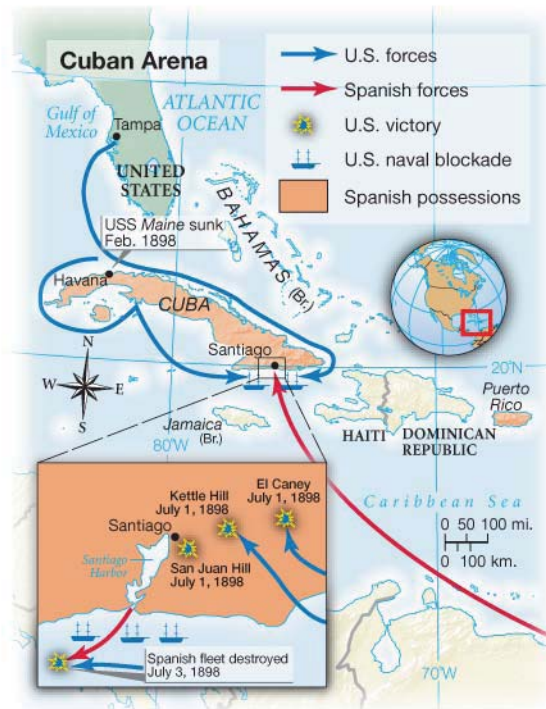 Cuban Arena
U.S. forces
Spanish forces
U.S. victory
U.S. naval blockade
Spanish possessions
Gulf of
Mexico
ATLANTIC
OCEAN
Tampa
UNITED
STATES
BAHAMAS (Br.)
USS Maine sunk
Feb. 1898
Havana
CUBA
Santiago
N
W
E
S
20°N
Jamaica
(Br.)
80°W
HAITI
DOMINICAN
REPUBLIC
Puerto
Rico
Caribbean Sea
0 50 100 mi.
0 100 km.
70°W
El Caney
July 1, 1898
Kettle Hill
July 1, 1898
Santiago
San Juan Hill
July 1, 1898
Santiago
Harbor
Spanish fleet destroyed
July 3, 1898